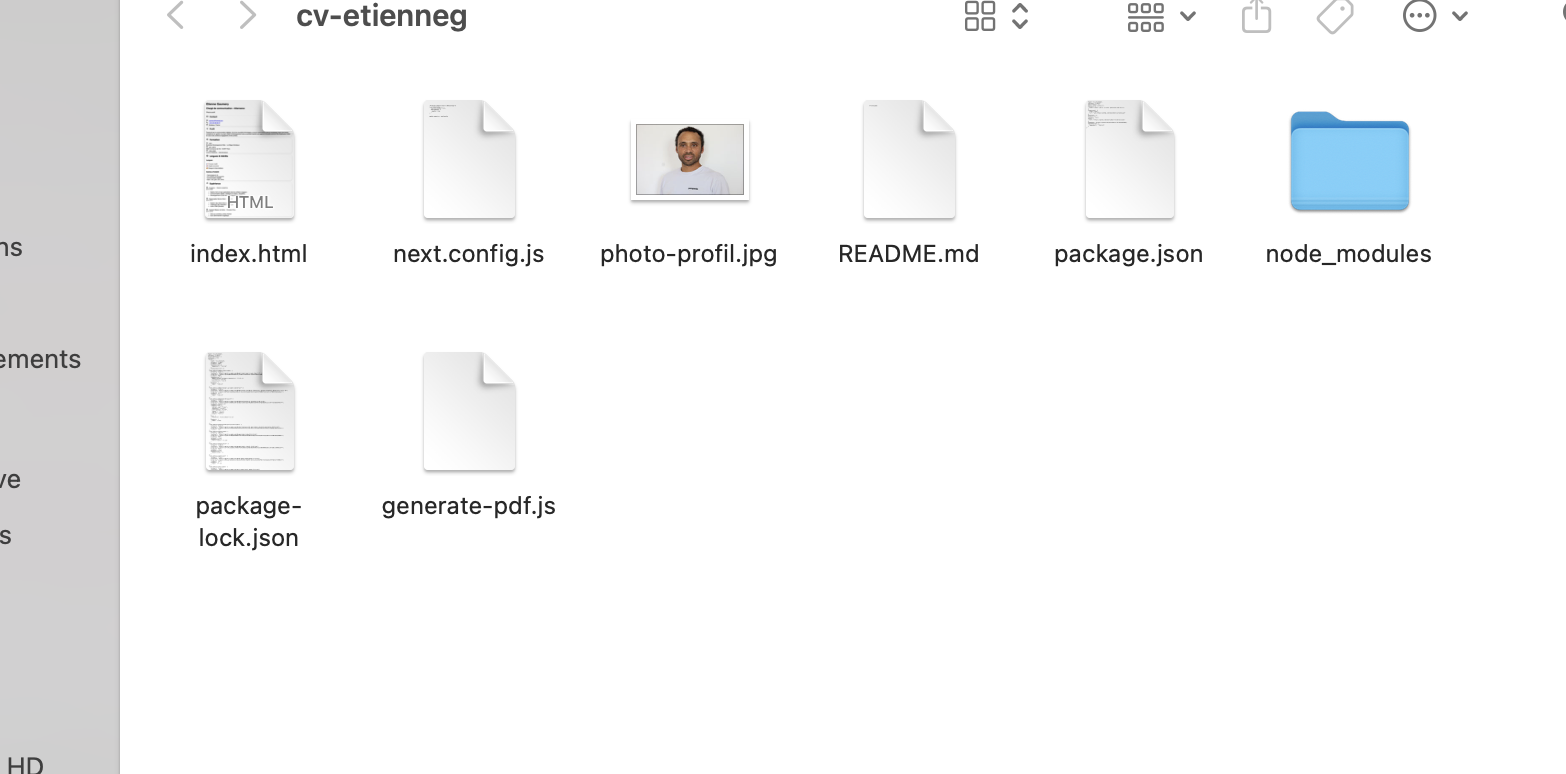 cv-etienneg
HTML
index.html
next.config.js
photo-profil.jpg
README.md
package.json
node_modules
ns
ements
ve
s
package-
lock.json
generate-pdf.js
HD